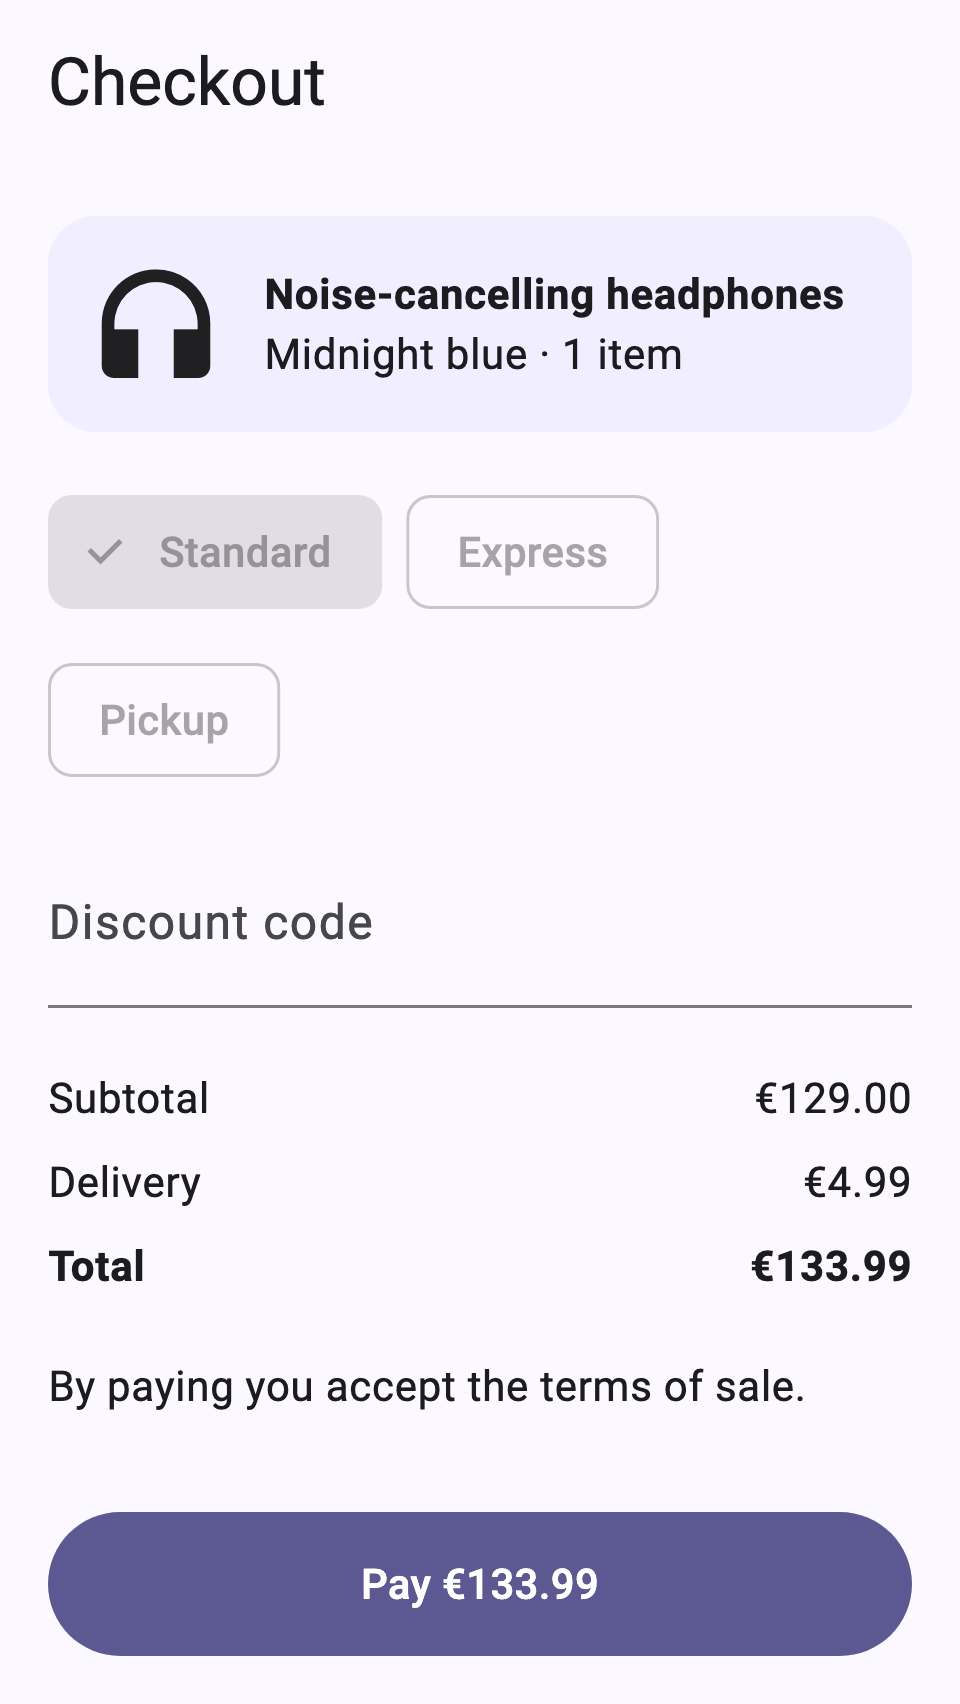 Checkout
Noise-cancelling headphones
Midnight blue · 1 item
Standard
Express
Pickup
Discount code
Subtotal €129.00
Delivery €4.99
Total €133.99
By paying you accept the terms of sale.
Pay €133.99